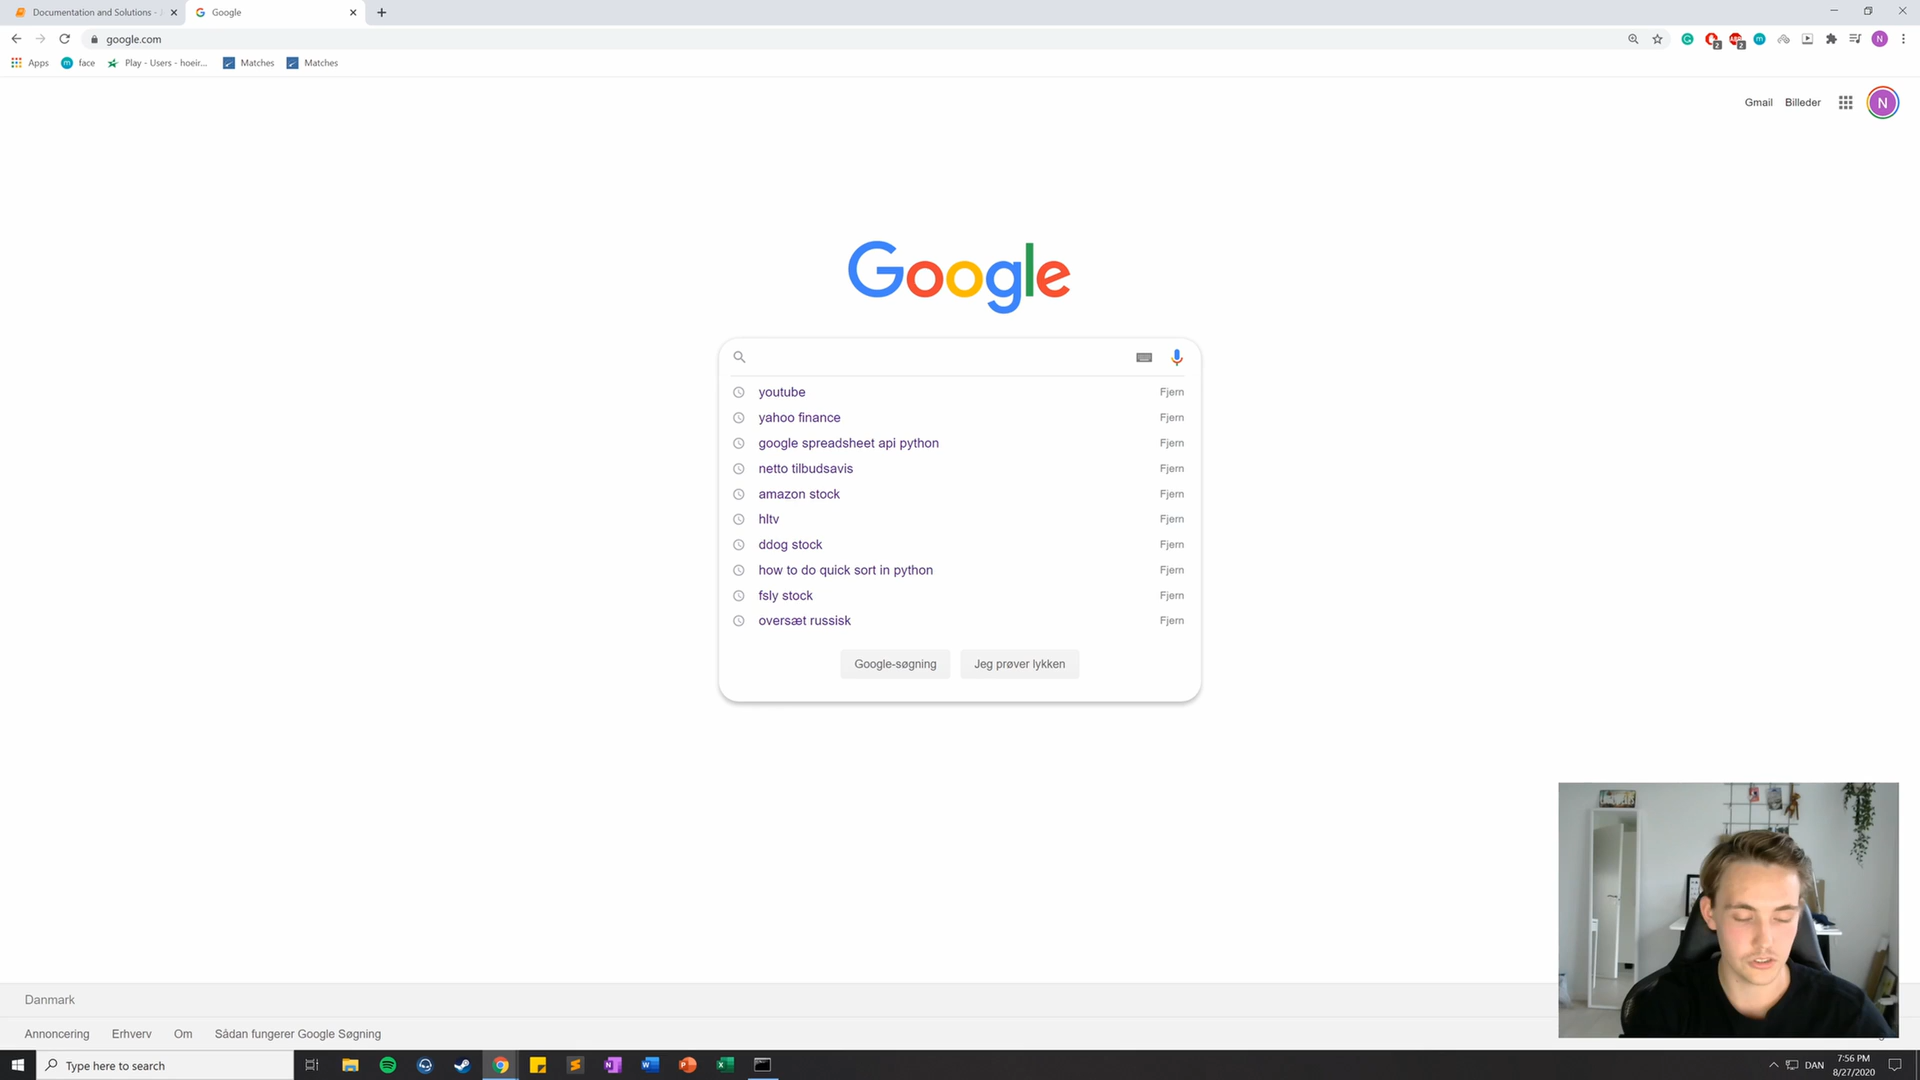 Documentation and Solutions -
Google
google.com
Apps
face
Play - Users - hoeir...
Matches
Matches
2
2
Gmail
Billeder
N
Google
youtube Fjern
yahoo finance Fjern
google spreadsheet api python Fjern
netto tilbudsavis Fjern
amazon stock Fjern
hltv Fjern
ddog stock Fjern
how to do quick sort in python Fjern
fsly stock Fjern
oversæt russisk Fjern
Google-søgning
Jeg prøver lykken
Danmark
Annoncering
Erhverv
Om
Sådan fungerer Google Søgning
Type here to search
DAN
7:56 PM
8/27/2020